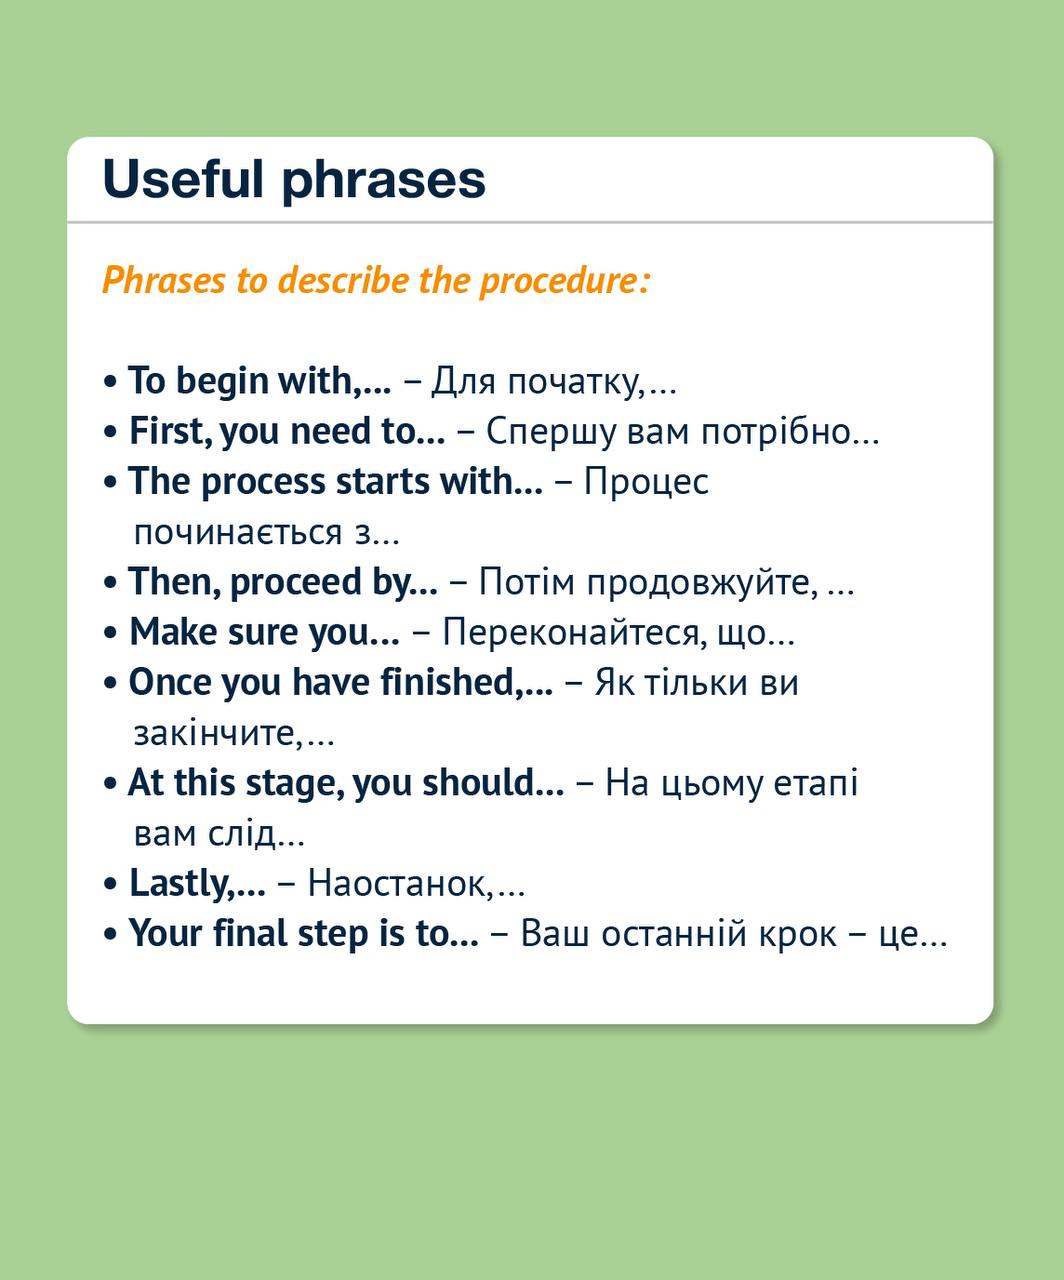 Useful phrases
Phrases to describe the procedure:
• To begin with,... – Для початку,...
• First, you need to... – Спершу вам потрібно...
• The process starts with... – Процес
починається з...
• Then, proceed by... – Потім продовжуйте, ...
• Make sure you... – Переконайтеся, що...
• Once you have finished,... – Як тільки ви
закінчите,...
• At this stage, you should... – На цьому етапі
вам слід...
• Lastly,... – Наостанок,...
• Your final step is to... – Ваш останній крок – це...